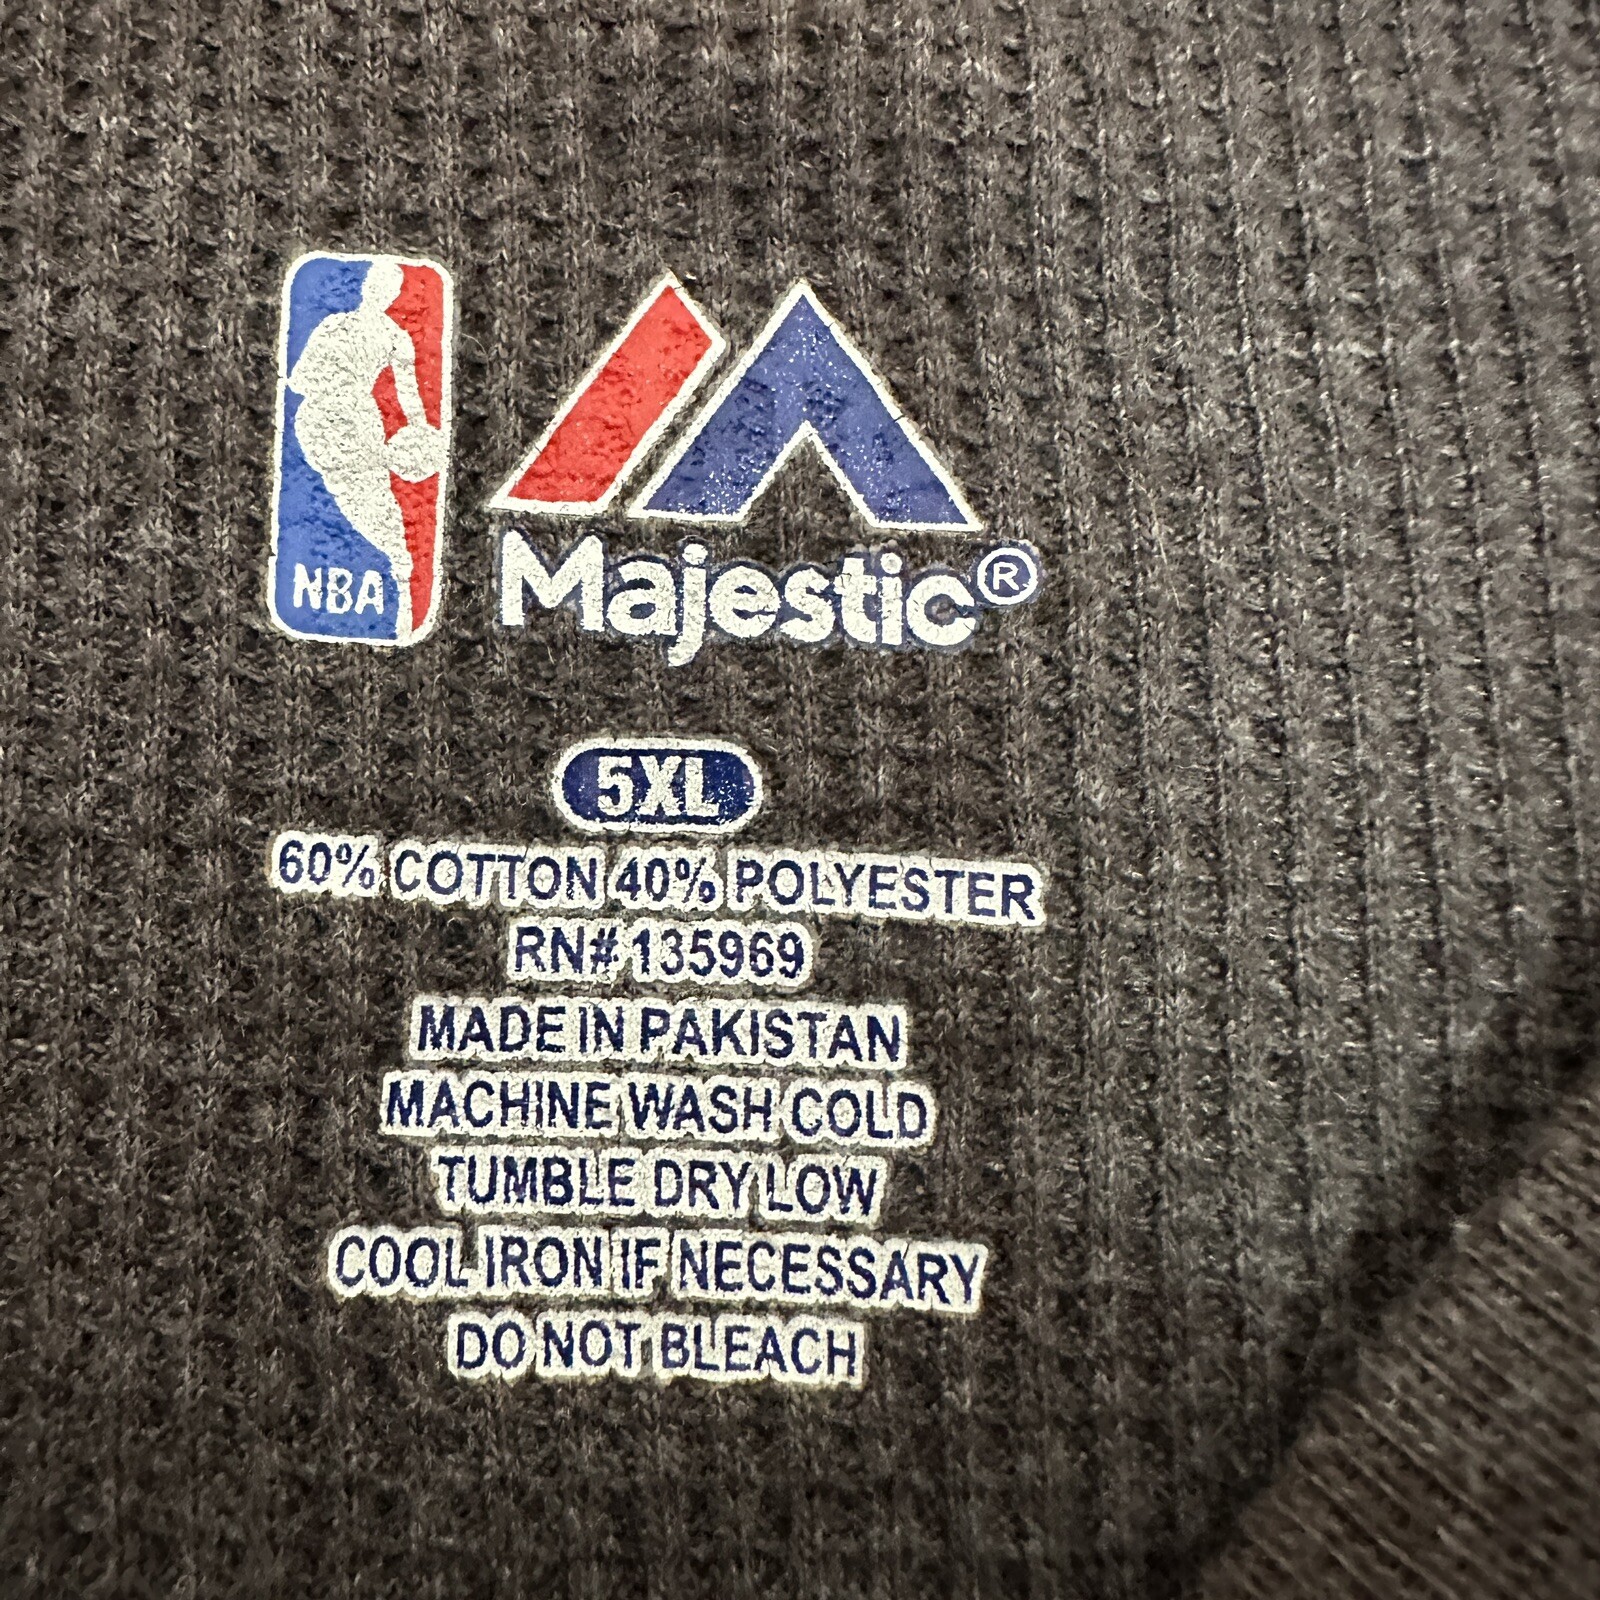 NBA
Majestic®
5XL
60% COTTON 40% POLYESTER
RN# 135969
MADE IN PAKISTAN
MACHINE WASH COLD
TUMBLE DRY LOW
COOL IRON IF NECESSARY
DO NOT BLEACH